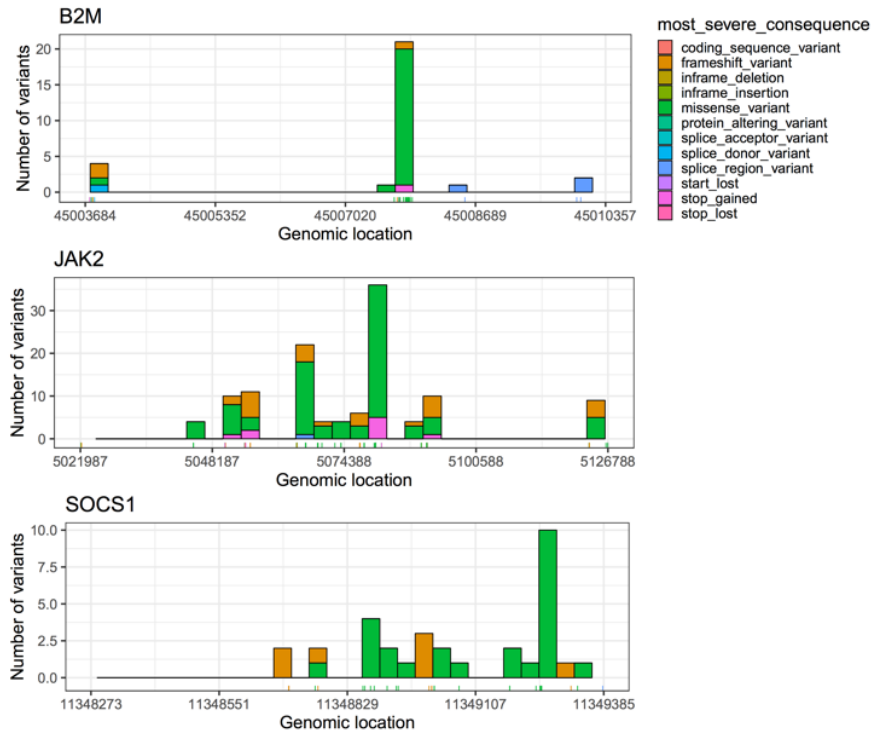 B2M
Number of variants
20
15
10
5
0
45003684 45005352 45007020 45008689 45010357
Genomic location
most_severe_consequence
coding_sequence_variant
frameshift_variant
inframe_deletion
inframe_insertion
missense_variant
protein_altering_variant
splice_acceptor_variant
splice_donor_variant
splice_region_variant
start_lost
stop_gained
stop_lost
JAK2
Number of variants
30
20
10
0
5021987 5048187 5074388 5100588 5126788
Genomic location
SOCS1
Number of variants
10.0
7.5
5.0
2.5
0.0
11348273 11348551 11348829 11349107 11349385
Genomic location